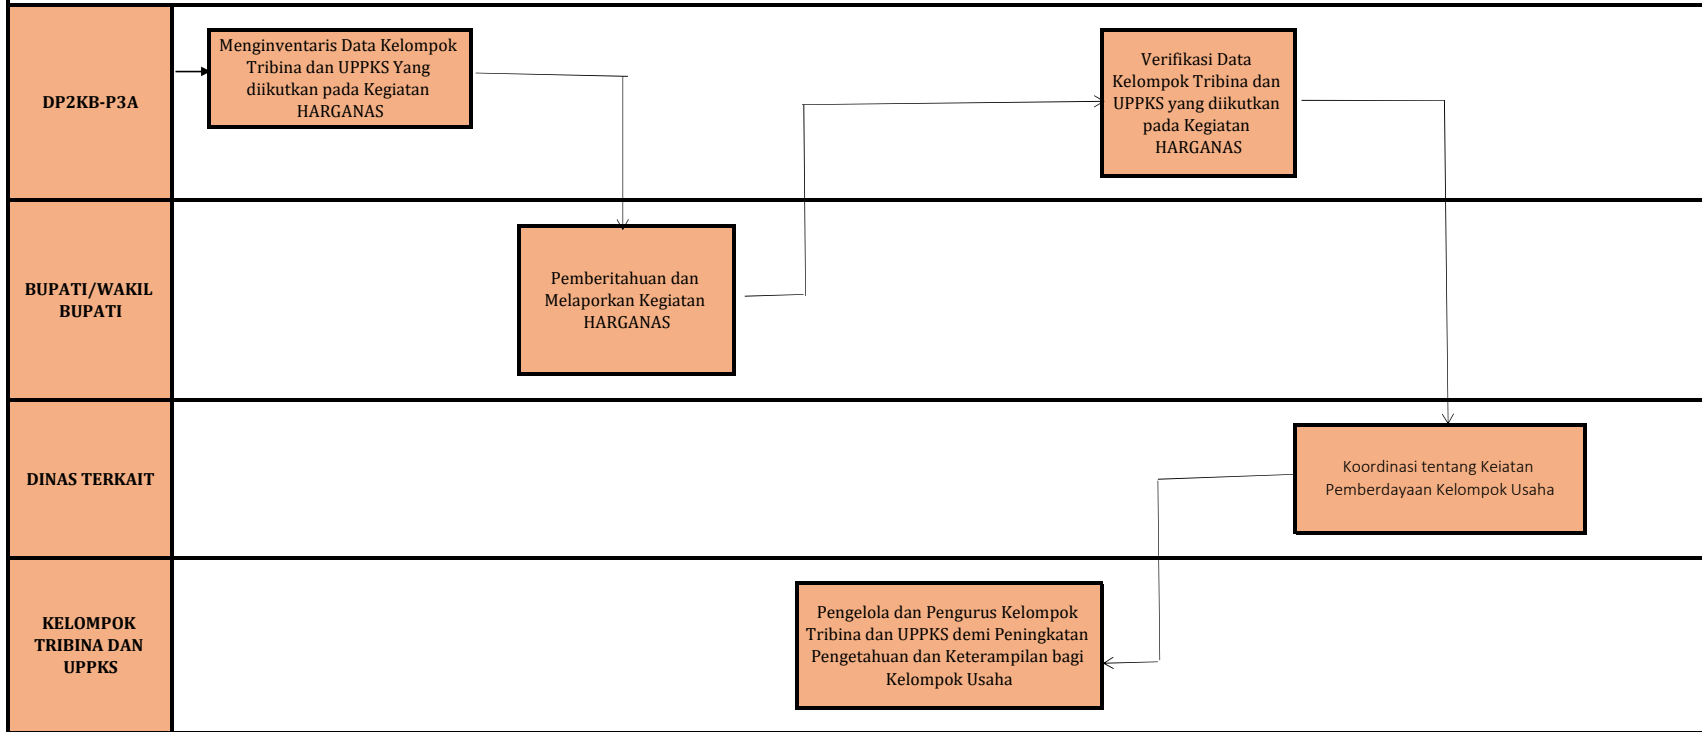 DP2KB-P3A
Menginventaris Data Kelompok
Tribina dan UPPKS Yang
diikutkan pada Kegiatan
HARGANAS
Verifikasi Data
Kelompok Tribina dan
UPPKS yang diikutkan
pada Kegiatan
HARGANAS
BUPATI/WAKIL
BUPATI
Pemberitahuan dan
Melaporkan Kegiatan
HARGANAS
DINAS TERKAIT
Koordinasi tentang Keiatan
Pemberdayaan Kelompok Usaha
KELOMPOK
TRIBINA DAN
UPPKS
Pengelola dan Pengurus Kelompok
Tribina dan UPPKS demi Peningkatan
Pengetahuan dan Keterampilan bagi
Kelompok Usaha